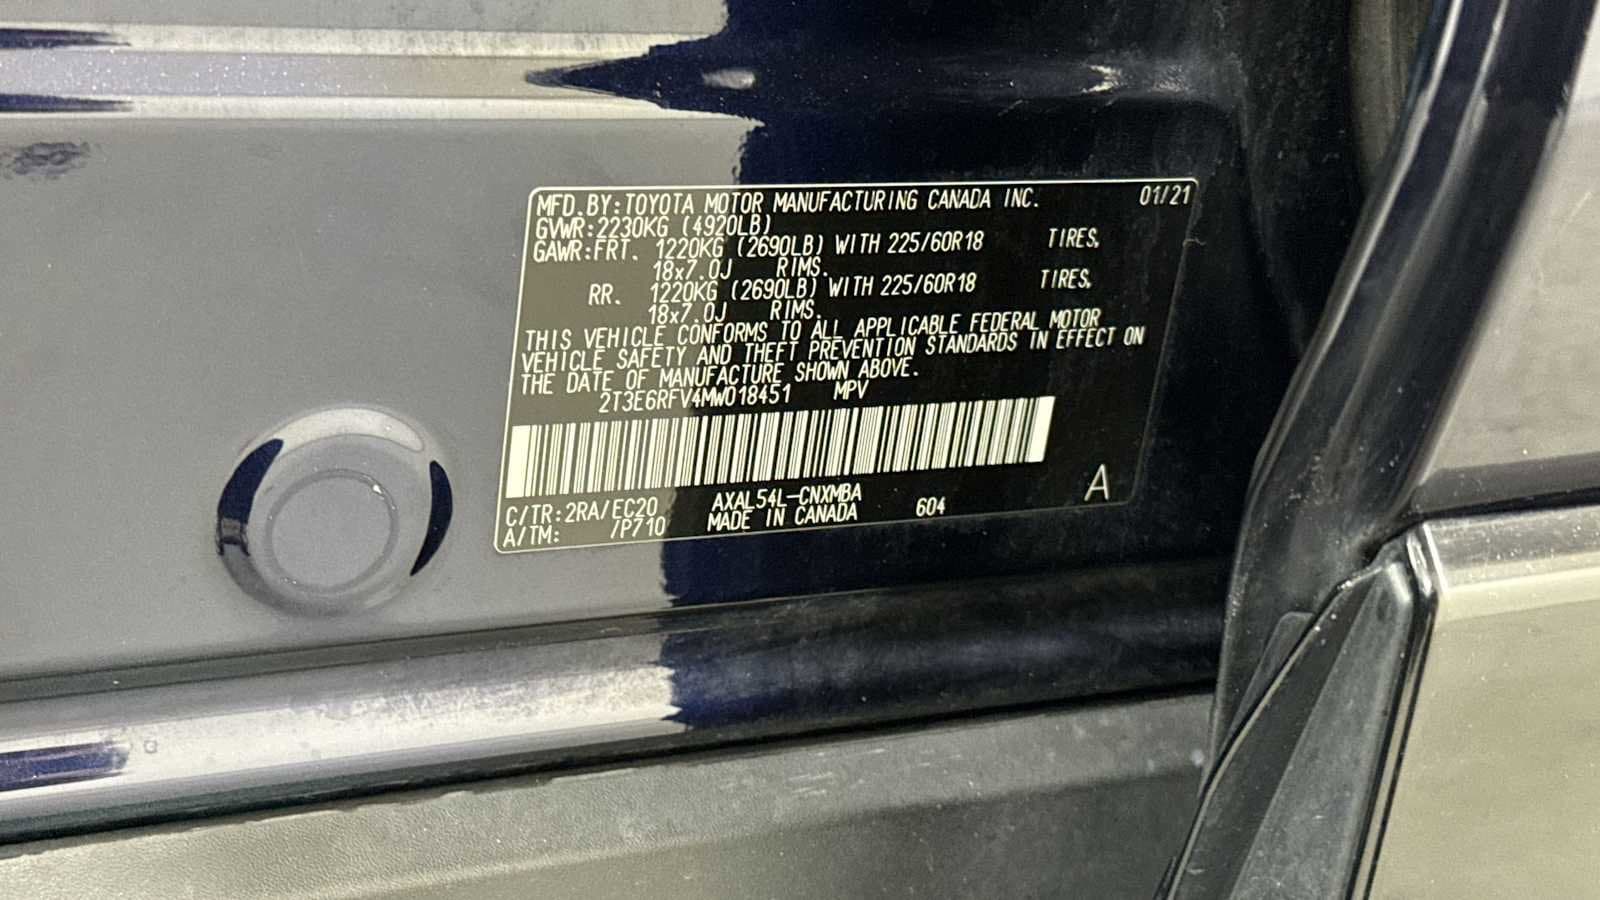 MFD. BY: TOYOTA MOTOR MANUFACTURING CANADA INC. 01/21
GVWR: 2230KG (4920LB)
GAWR: FRT. 1220KG (2690LB) WITH 225/60R18 TIRES,
18x7.0J RIMS.
RR. 1220KG (2690LB) WITH 225/60R18 TIRES,
18x7.0J RIMS.
THIS VEHICLE CONFORMS TO ALL APPLICABLE FEDERAL MOTOR
VEHICLE SAFETY AND THEFT PREVENTION STANDARDS IN EFFECT ON
THE DATE OF MANUFACTURE SHOWN ABOVE.
2T3E6RFV4MW018451 MPV
C/TR: 2RA/EC20 AXAL54L-CNXMBA 604 A
A/TM: /P710 MADE IN CANADA